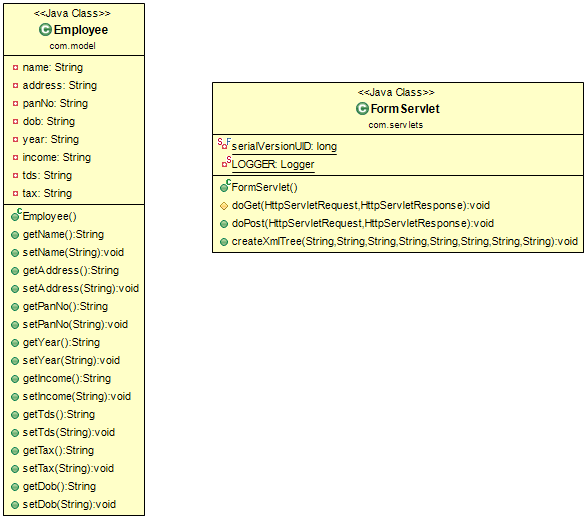 <<Java Class>>
Employee
com.model
name: String
address: String
panNo: String
dob: String
year: String
income: String
tds: String
tax: String
Employee()
getName():String
setName(String):void
getAddress():String
setAddress(String):void
getPanNo():String
setPanNo(String):void
getYear():String
setYear(String):void
getIncome():String
setIncome(String):void
getTds():String
setTds(String):void
getTax():String
setTax(String):void
getDob():String
setDob(String):void
<<Java Class>>
FormServlet
com.servlets
serialVersionUID: long
LOGGER: Logger
FormServlet()
doGet(HttpServletRequest,HttpServletResponse):void
doPost(HttpServletRequest,HttpServletResponse):void
createXmlTree(String,String,String,String,String,String,String,String):void